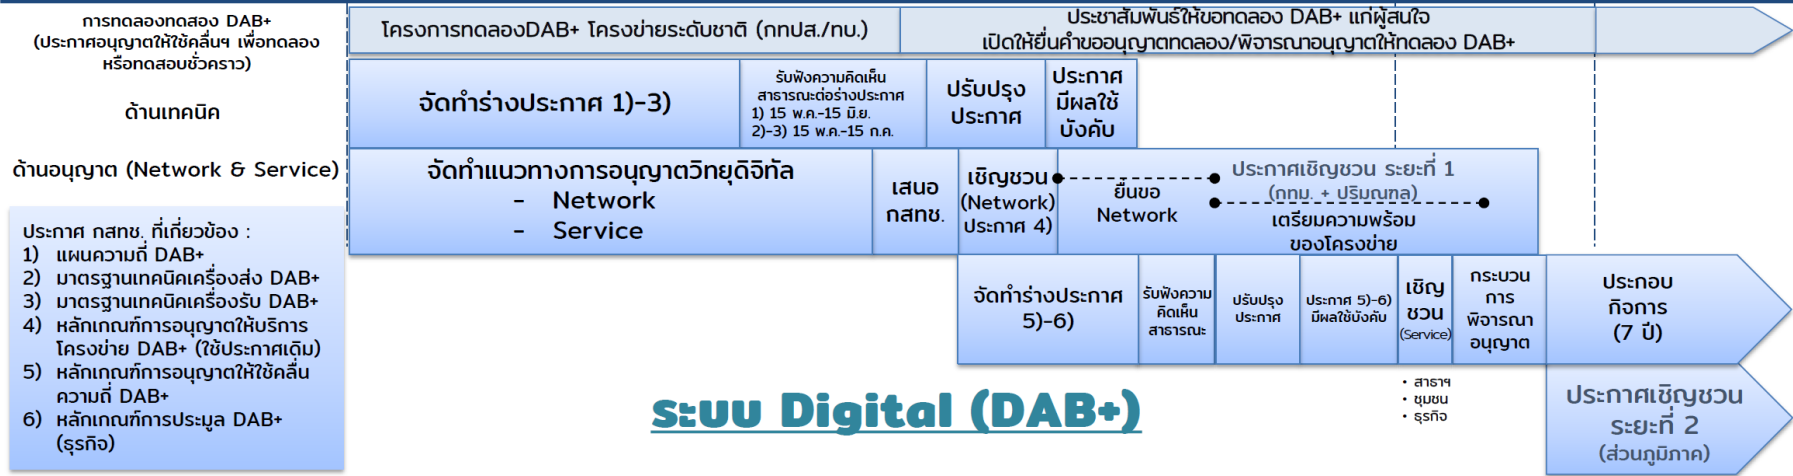 การทดลองทดสอง DAB+
(ประกาศอนุญาตให้ใช้คลื่นฯ เพื่อทดลอง
หรือทดสอบชั่วคราว)
โครงการทดลองDAB+ โครงข่ายระดับชาติ (กทปส./ทบ.)
ประชาสัมพันธ์ให้ขอทดลอง DAB+ แก่ผู้สนใจ
เปิดให้ยื่นคำขออนุญาตทดลอง/พิจารณาอนุญาตให้ทดลอง DAB+
ด้านเทคนิค
จัดทำร่างประกาศ 1)-3)
รับฟังความคิดเห็น
สาธารณะต่อร่างประกาศ
1) 15 พ.ค.-15 มิ.ย.
2)-3) 15 พ.ค.-15 ก.ค.
ปรับปรุง
ประกาศ
ประกาศ
มีผลใช้
บังคับ
ด้านอนุญาต (Network & Service)
จัดทำแนวทางการอนุญาตวิทยุดิจิทัล
- Network
- Service
เสนอ
กสทช.
เชิญชวน
(Network)
ประกาศ 4)
ยื่นขอ
Network
ประกาศเชิญชวน ระยะที่ 1
(กทม. + ปริมณฑล)
เตรียมความพร้อม
ของโครงข่าย
ประกาศ กสทช. ที่เกี่ยวข้อง :
1) แผนความถี่ DAB+
2) มาตรฐานเทคนิคเครื่องส่ง DAB+
3) มาตรฐานเทคนิคเครื่องรับ DAB+
4) หลักเกณฑ์การอนุญาตให้บริการ
โครงข่าย DAB+ (ใช้ประกาศเดิม)
5) หลักเกณฑ์การอนุญาตให้ใช้คลื่น
ความถี่ DAB+
6) หลักเกณฑ์การประมูล DAB+
(ธุรกิจ)
จัดทำร่างประกาศ
5)-6)
รับฟังความ
คิดเห็น
สาธารณะ
ปรับปรุง
ประกาศ
ประกาศ 5)-6)
มีผลใช้บังคับ
เชิญ
ชวน
(Service)
กระบวน
การ
พิจารณา
อนุญาต
ประกอบ
กิจการ
(7 ปี)
• สาธาฯ
• ชุมชน
• ธุรกิจ
ระบบ Digital (DAB+)
ประกาศเชิญชวน
ระยะที่ 2
(ส่วนภูมิภาค)